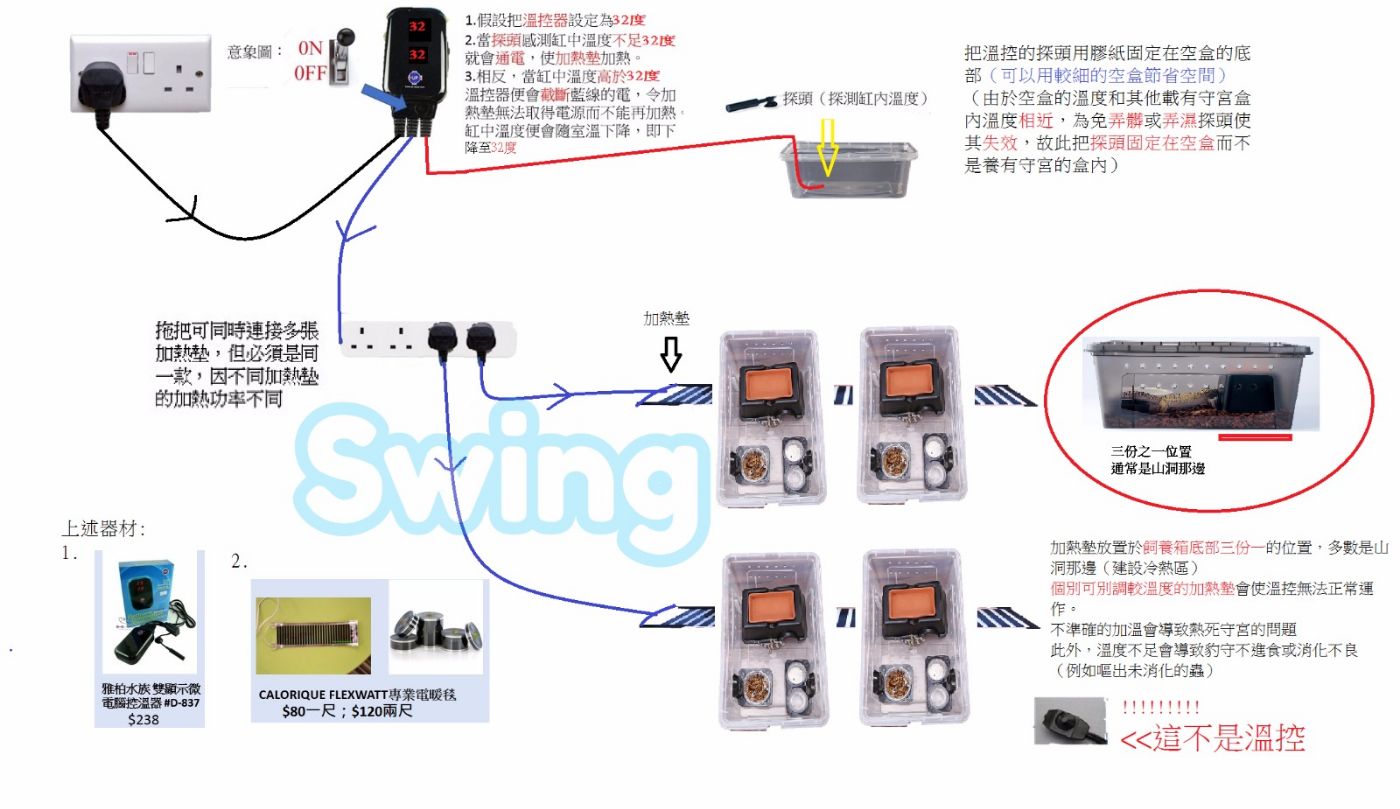 意象圖：
ON
OFF
32
32
1.假設把溫控器設定為32度
2.當探頭感測缸中溫度不足32度
就會通電，使加熱墊加熱。
3.相反，當缸中溫度高於32度
溫控器便會截斷藍線的電，令加
熱墊無法取得電源而不能再加熱。
缸中溫度便會隨室溫下降，即下
降至32度
探頭（探測缸內溫度）
把溫控的探頭用膠紙固定在空盒的底
部（可以用較細的空盒節省空間）
（由於空盒的溫度和其他載有守宮盒
內溫度相近，為免弄髒或弄濕探頭使
其失效，故此把探頭固定在空盒而不
是養有守宮的盒內）
拖把可同時連接多張
加熱墊，但必須是同
一款，因不同加熱墊
的加熱功率不同
加熱墊
三份之一位置
通常是山洞那邊
Swing
上述器材:
1.
雅柏水族 雙顯示微
電腦控溫器 #D-837
$238
2.
CALORIQUE FLEXWATT專業電暖毯
$80一尺；$120兩尺
加熱墊放置於飼養箱底部三份一的位置，多數是山
洞那邊（建設冷熱區）
個別可別調較溫度的加熱墊會使溫控無法正常運
作。
不準確的加溫會導致熱死守宮的問題
此外，溫度不足會導致豹守不進食或消化不良
（例如嘔出未消化的蟲）
!!!!!!!!!
<<這不是溫控